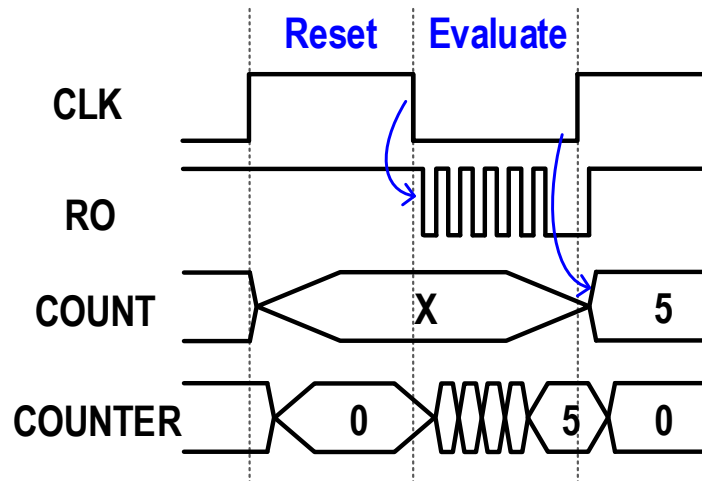 Reset Evaluate
CLK
RO
COUNT X 5
COUNTER 0 5 0